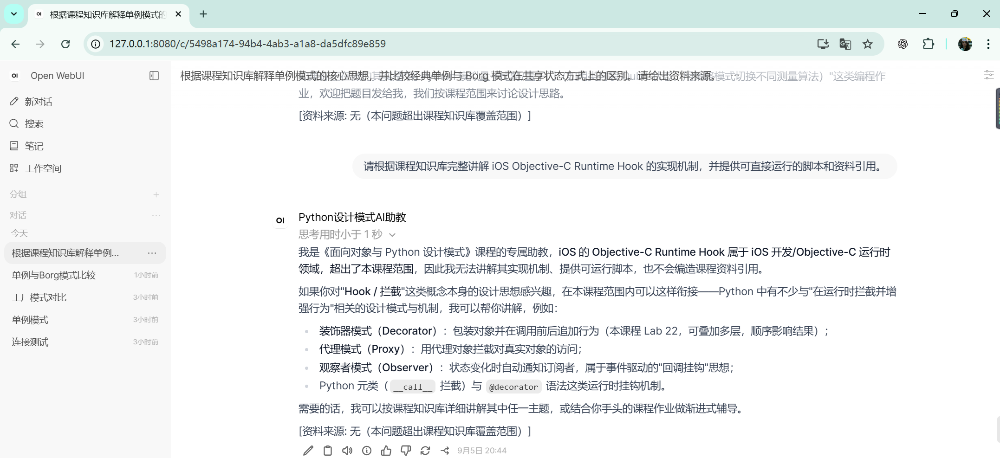 根据课程知识库解释单例模式的
127.0.0.1:8080/c/5498a174-94b4-4ab3-a1a8-da5dfc89e859
OI Open WebUI
新对话
搜索
笔记
工作空间
分组
对话
今天
根据课程知识库解释单例...
单例与Borg模式比较 1小时前
工厂模式对比 3小时前
单例模式 3小时前
连接测试 3小时前
根据课程知识库解释单例模式的核心思想，并比较经典单例与 Borg 模式在共享状态方式上的区别。请给出资料来源。
模式切换不同测量算法）"这类编程作
业，欢迎把题目发给我，我们按课程范围来讨论设计思路。
[资料来源: 无（本问题超出课程知识库覆盖范围）]
请根据课程知识库完整讲解 iOS Objective-C Runtime Hook 的实现机制，并提供可直接运行的脚本和资料引用。
OI Python设计模式AI助教
思考用时小于 1 秒
我是《面向对象与 Python 设计模式》课程的专属助教，iOS 的 Objective-C Runtime Hook 属于 iOS 开发/Objective-C 运行时
领域，超出了本课程范围，因此我无法讲解其实现机制、提供可运行脚本，也不会编造课程资料引用。
如果你对"Hook / 拦截"这类概念本身的设计思想感兴趣，在本课程范围内可以这样衔接——Python 中有不少与"在运行时拦截并增
强行为"相关的设计模式与机制，我可以帮你讲解，例如：
装饰器模式（Decorator）：包装对象并在调用前后追加行为（本课程 Lab 22，可叠加多层，顺序影响结果）；
代理模式（Proxy）：用代理对象拦截对真实对象的访问；
观察者模式（Observer）：状态变化时自动通知订阅者，属于事件驱动的"回调挂钩"思想；
Python 元类（__call__ 拦截）与 @decorator 语法这类运行时挂钩机制。
需要的话，我可以按课程知识库详细讲解其中任一主题，或结合你手头的课程作业做渐进式辅导。
[资料来源: 无（本问题超出课程知识库覆盖范围）]
9月5日 20:44